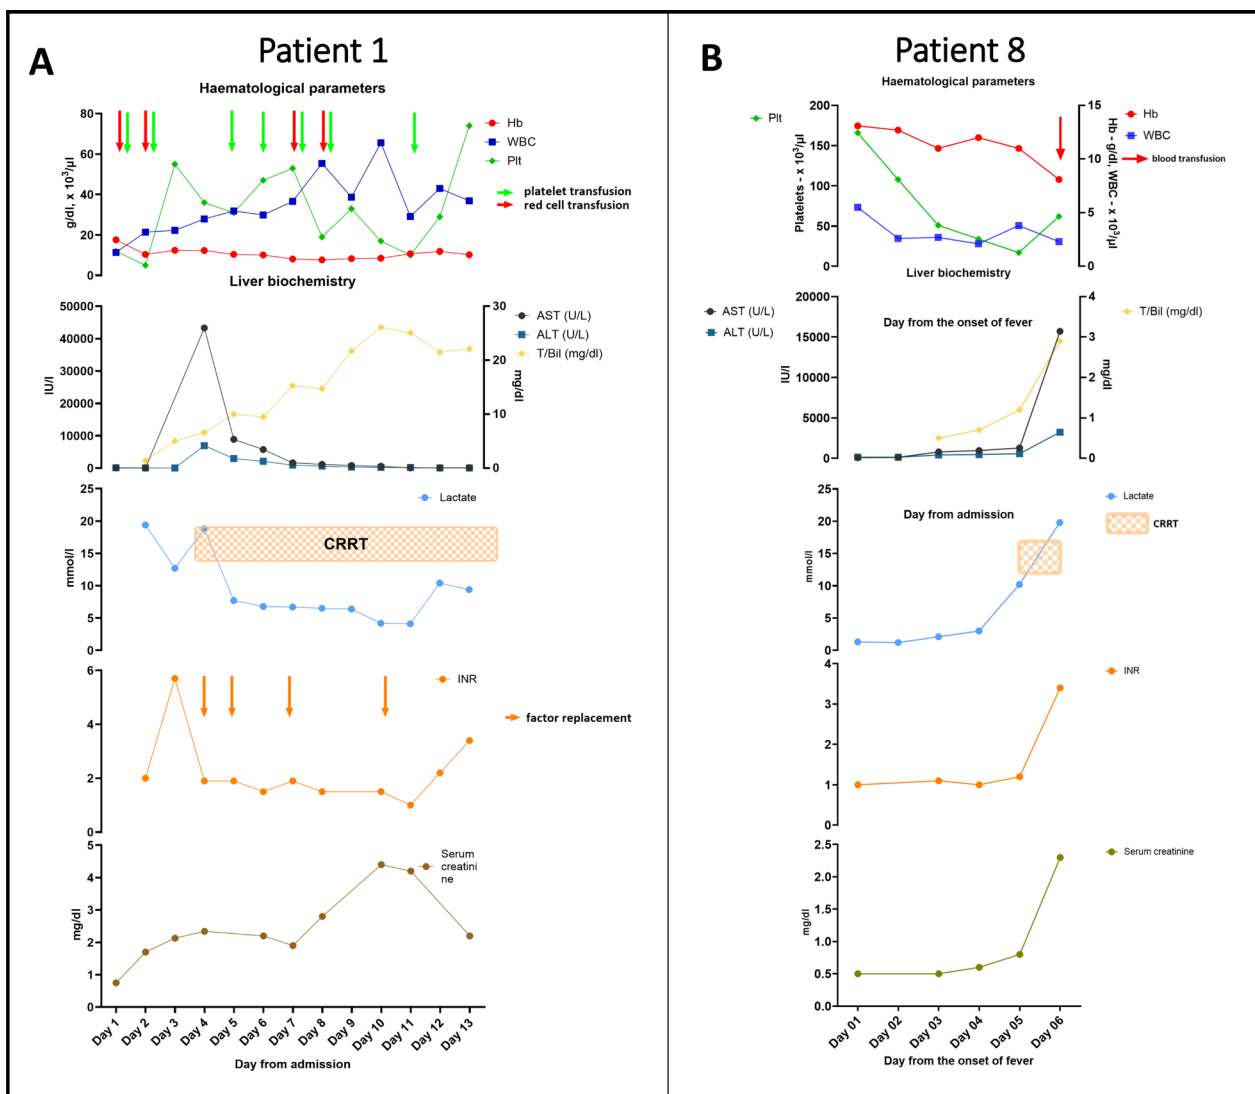 A
Patient 1
Haematological parameters
80
60
40
20
0
g/dl, x 10³/µl
Hb
WBC
Plt
platelet transfusion
red cell transfusion
Liver biochemistry
50000
40000
30000
20000
10000
0
IU/l
30
20
10
0
mg/dl
AST (U/L)
ALT (U/L)
T/Bil (mg/dl)
25
20
15
10
5
0
mmol/l
Lactate
CRRT
6
4
2
0
INR
factor replacement
5
4
3
2
1
0
mg/dl
Serum
creatini
ne
Day 1
Day 2
Day 3
Day 4
Day 5
Day 6
Day 7
Day 8
Day 9
Day 10
Day 11
Day 12
Day 13
Day from admission
B
Patient 8
Haematological parameters
Plt
200
150
100
50
0
Platelets - x 10³/µl
15
10
5
0
Hb - g/dl, WBC - x 10³µl
Hb
WBC
blood transfusion
Liver biochemistry
AST (U/L)
ALT (U/L)
20000
15000
10000
5000
0
IU/l
Day from the onset of fever
4
3
2
1
0
mg/dl
T/Bil (mg/dl)
25
20
15
10
5
0
mmol/l
Day from admission
Lactate
CRRT
4
3
2
1
0
INR
2.5
2.0
1.5
1.0
0.5
0.0
mg/dl
Serum creatinine
Day 01
Day 02
Day 03
Day 04
Day 05
Day 06
Day from the onset of fever